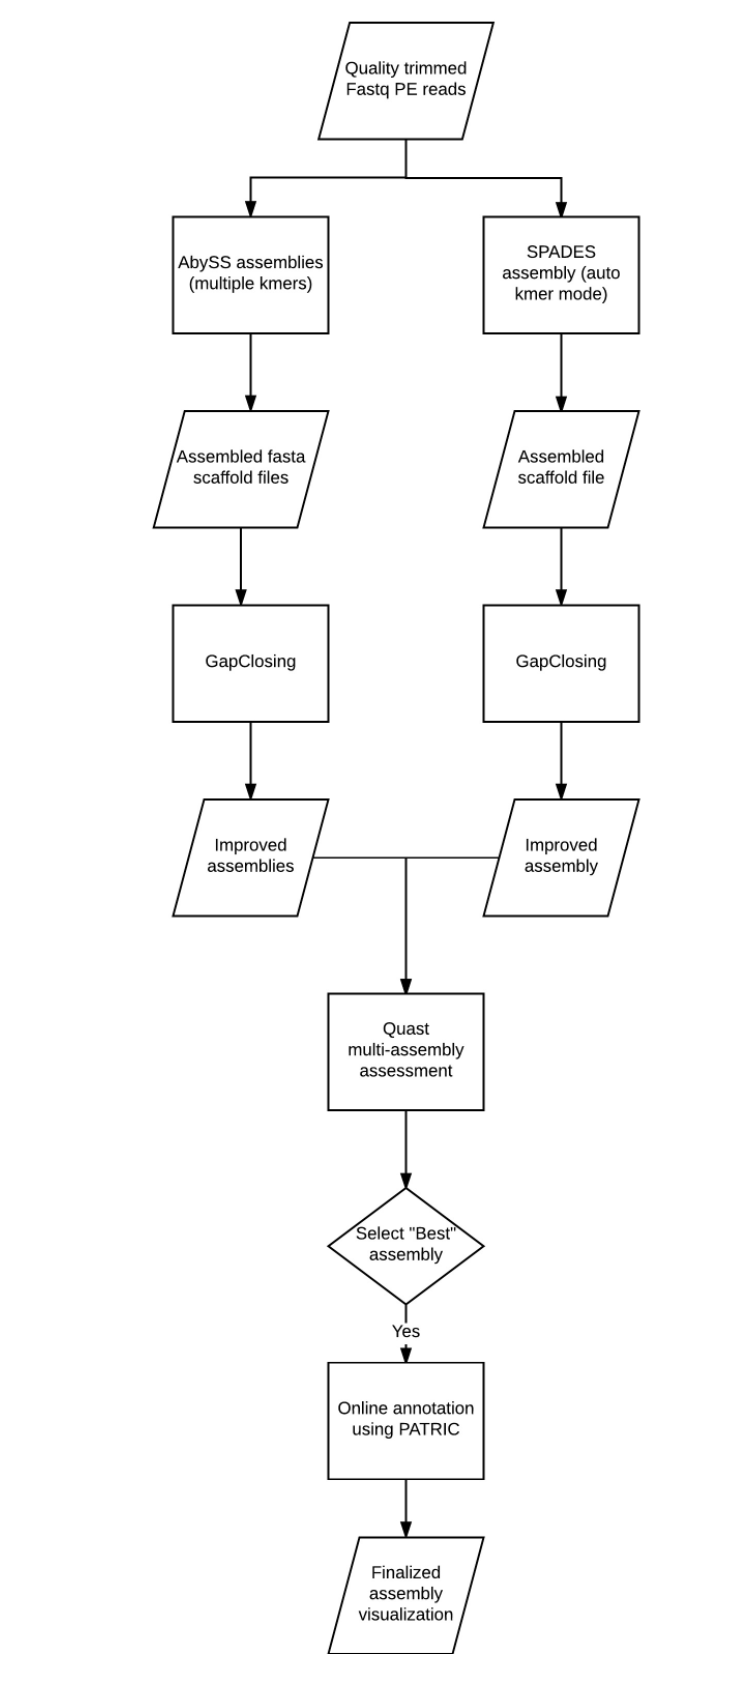 Quality trimmed
Fastq PE reads
AbySS assemblies
(multiple kmers)
SPADES
assembly (auto
kmer mode)
Assembled fasta
scaffold files
Assembled
scaffold file
GapClosing
GapClosing
Improved
assemblies
Improved
assembly
Quast
multi-assembly
assessment
Select "Best"
assembly
Yes
Online annotation
using PATRIC
Finalized
assembly
visualization